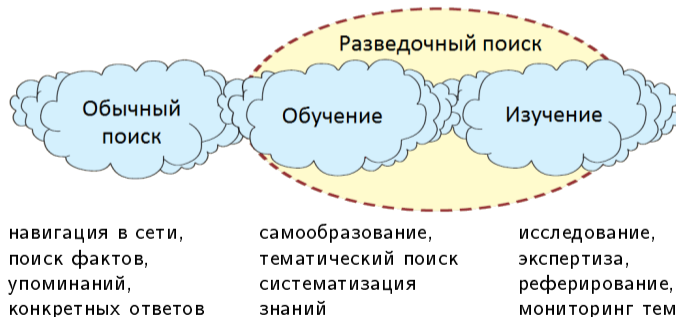 Разведочный поиск
Обычный
поиск
Обучение
Изучение
навигация в сети,
поиск фактов,
упоминаний,
конкретных ответов
самообразование,
тематический поиск
систематизация
знаний
исследование,
экспертиза,
реферирование,
мониторинг тем